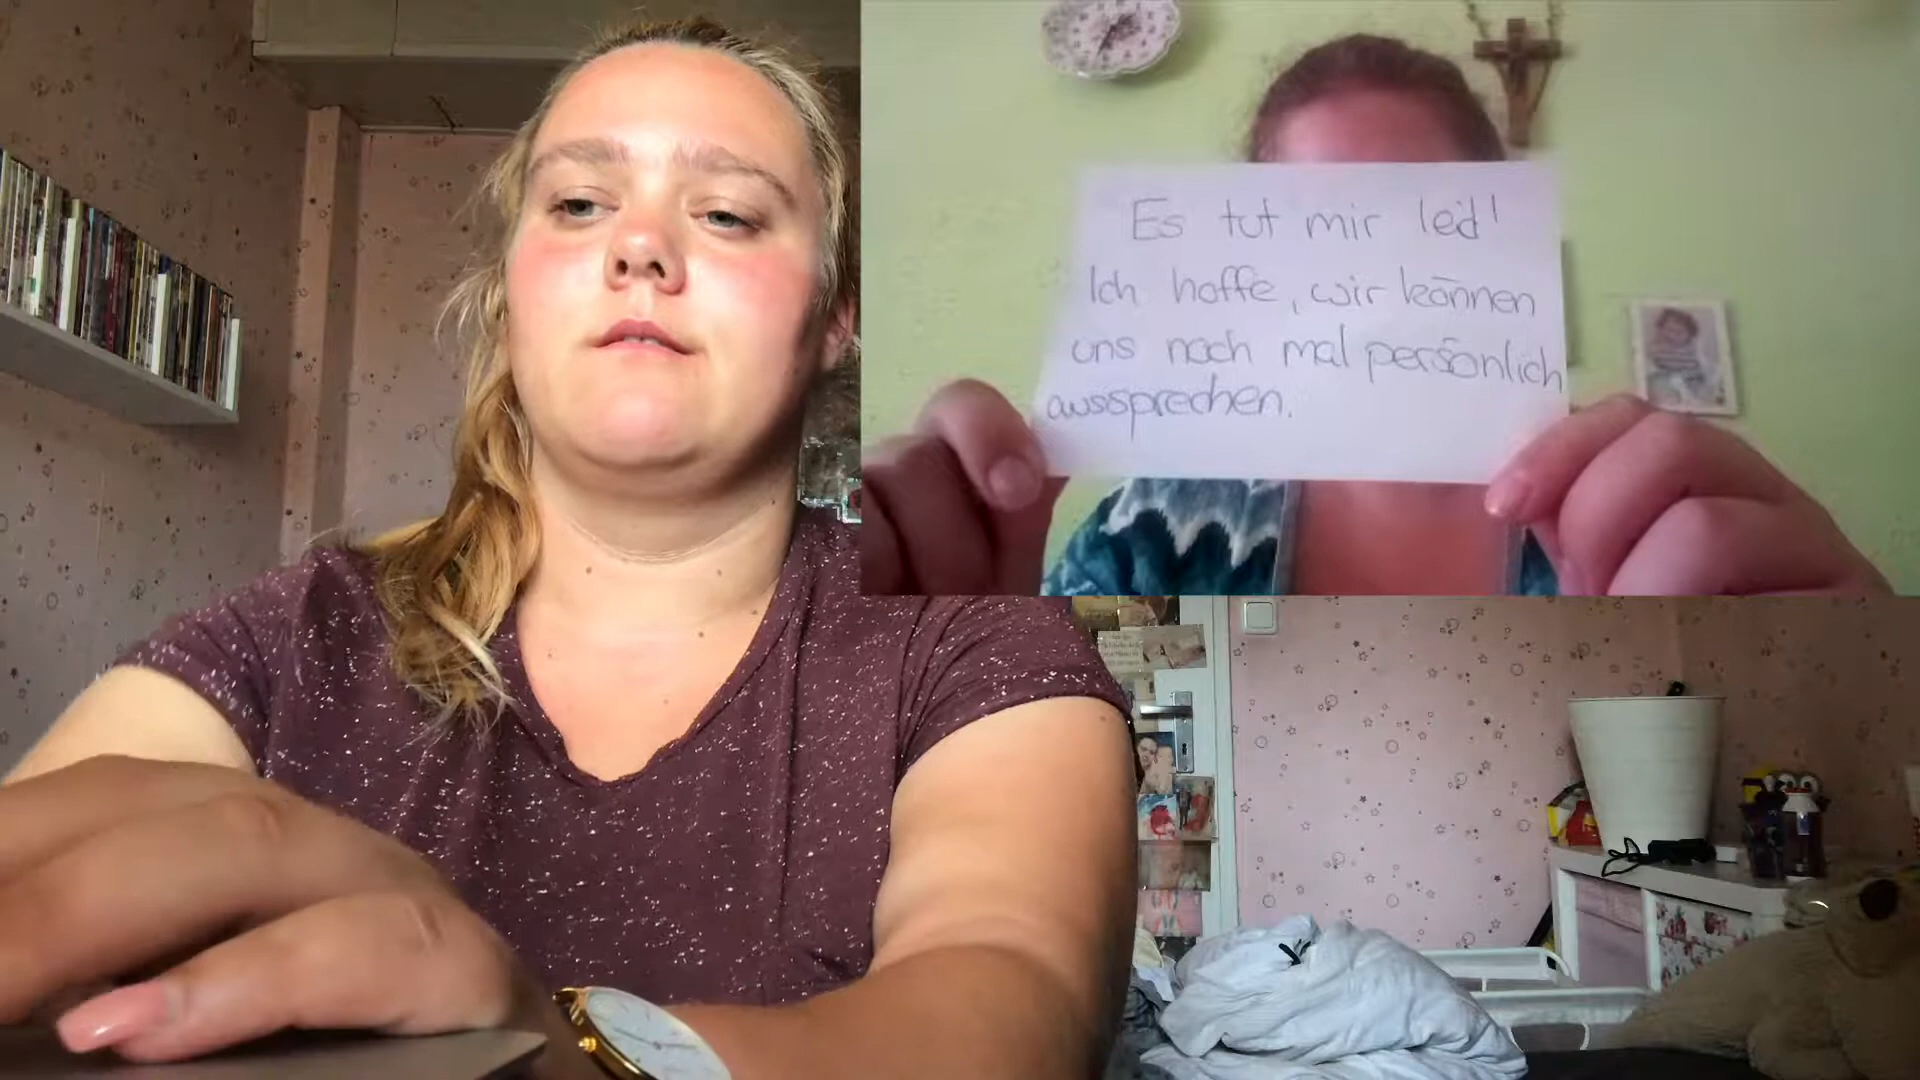 Es tut mir leid!
Ich hoffe, wir können
uns noch mal persönlich
aussprechen.